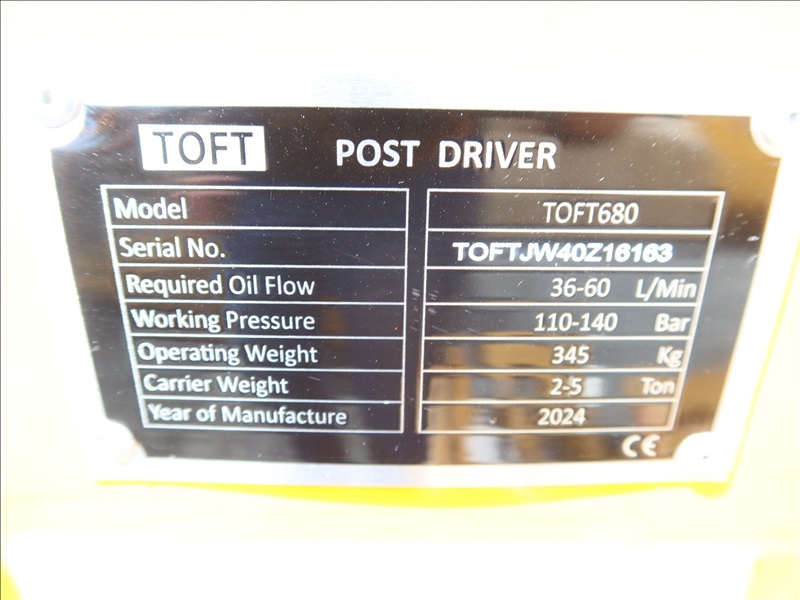 TOFT POST DRIVER
Model TOFT680
Serial No. TOFTJW40Z16163
Required Oil Flow 36-60 L/Min
Working Pressure 110-140 Bar
Operating Weight 345 Kg
Carrier Weight 2-5 Ton
Year of Manufacture 2024
CE